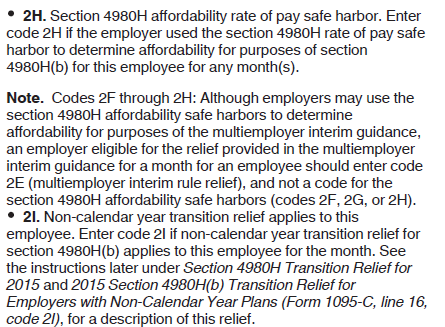 • 2H. Section 4980H affordability rate of pay safe harbor. Enter
code 2H if the employer used the section 4980H rate of pay safe
harbor to determine affordability for purposes of section
4980H(b) for this employee for any month(s).
Note. Codes 2F through 2H: Although employers may use the
section 4980H affordability safe harbors to determine
affordability for purposes of the multiemployer interim guidance,
an employer eligible for the relief provided in the multiemployer
interim guidance for a month for an employee should enter code
2E (multiemployer interim rule relief), and not a code for the
section 4980H affordability safe harbors (codes 2F, 2G, or 2H).
• 2I. Non-calendar year transition relief applies to this
employee. Enter code 2I if non-calendar year transition relief for
section 4980H(b) applies to this employee for the month. See
the instructions later under Section 4980H Transition Relief for
2015 and 2015 Section 4980H(b) Transition Relief for
Employers with Non-Calendar Year Plans (Form 1095-C, line 16,
code 2I), for a description of this relief.